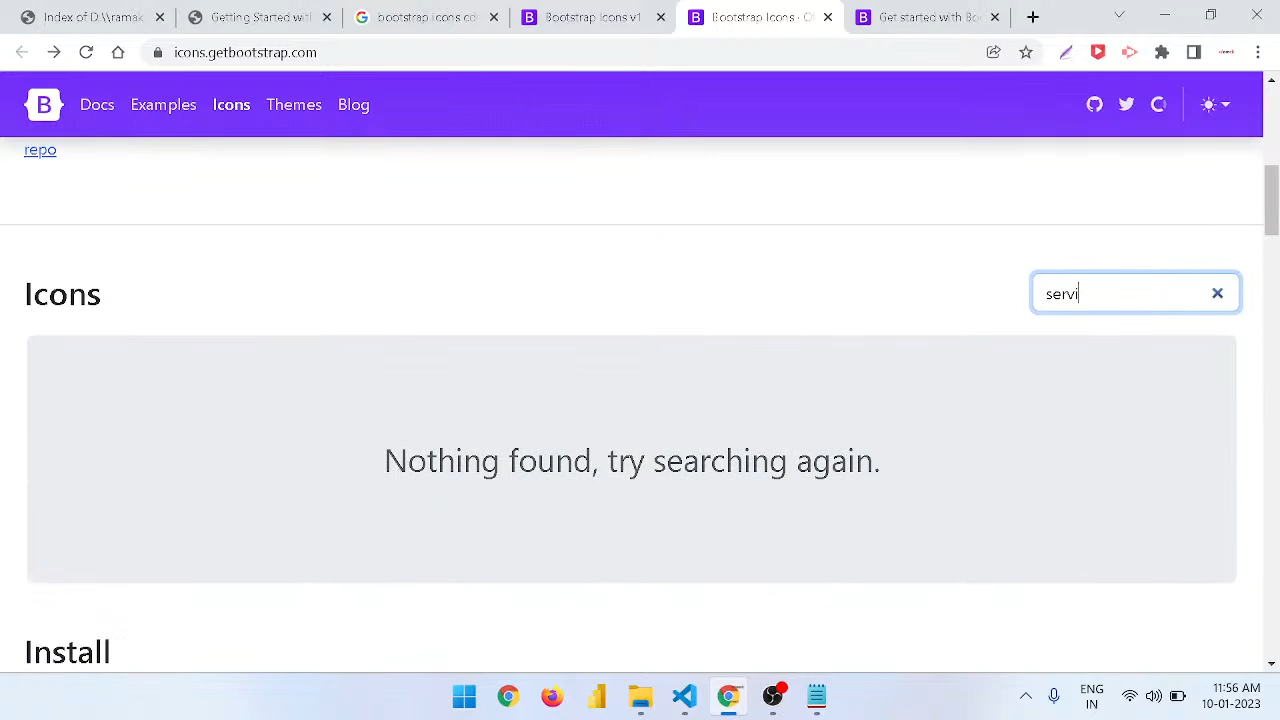 Index of D:\\ramak
Getting Started with
bootstrap icons cd
Bootstrap Icons v1
Bootstrap Icons · O
Get started with Bo
icons.getbootstrap.com
B
Docs
Examples
Icons
Themes
Blog
repo
Icons
servi
Nothing found, try searching again.
Install
ENG
IN
11:56 AM
10-01-2023